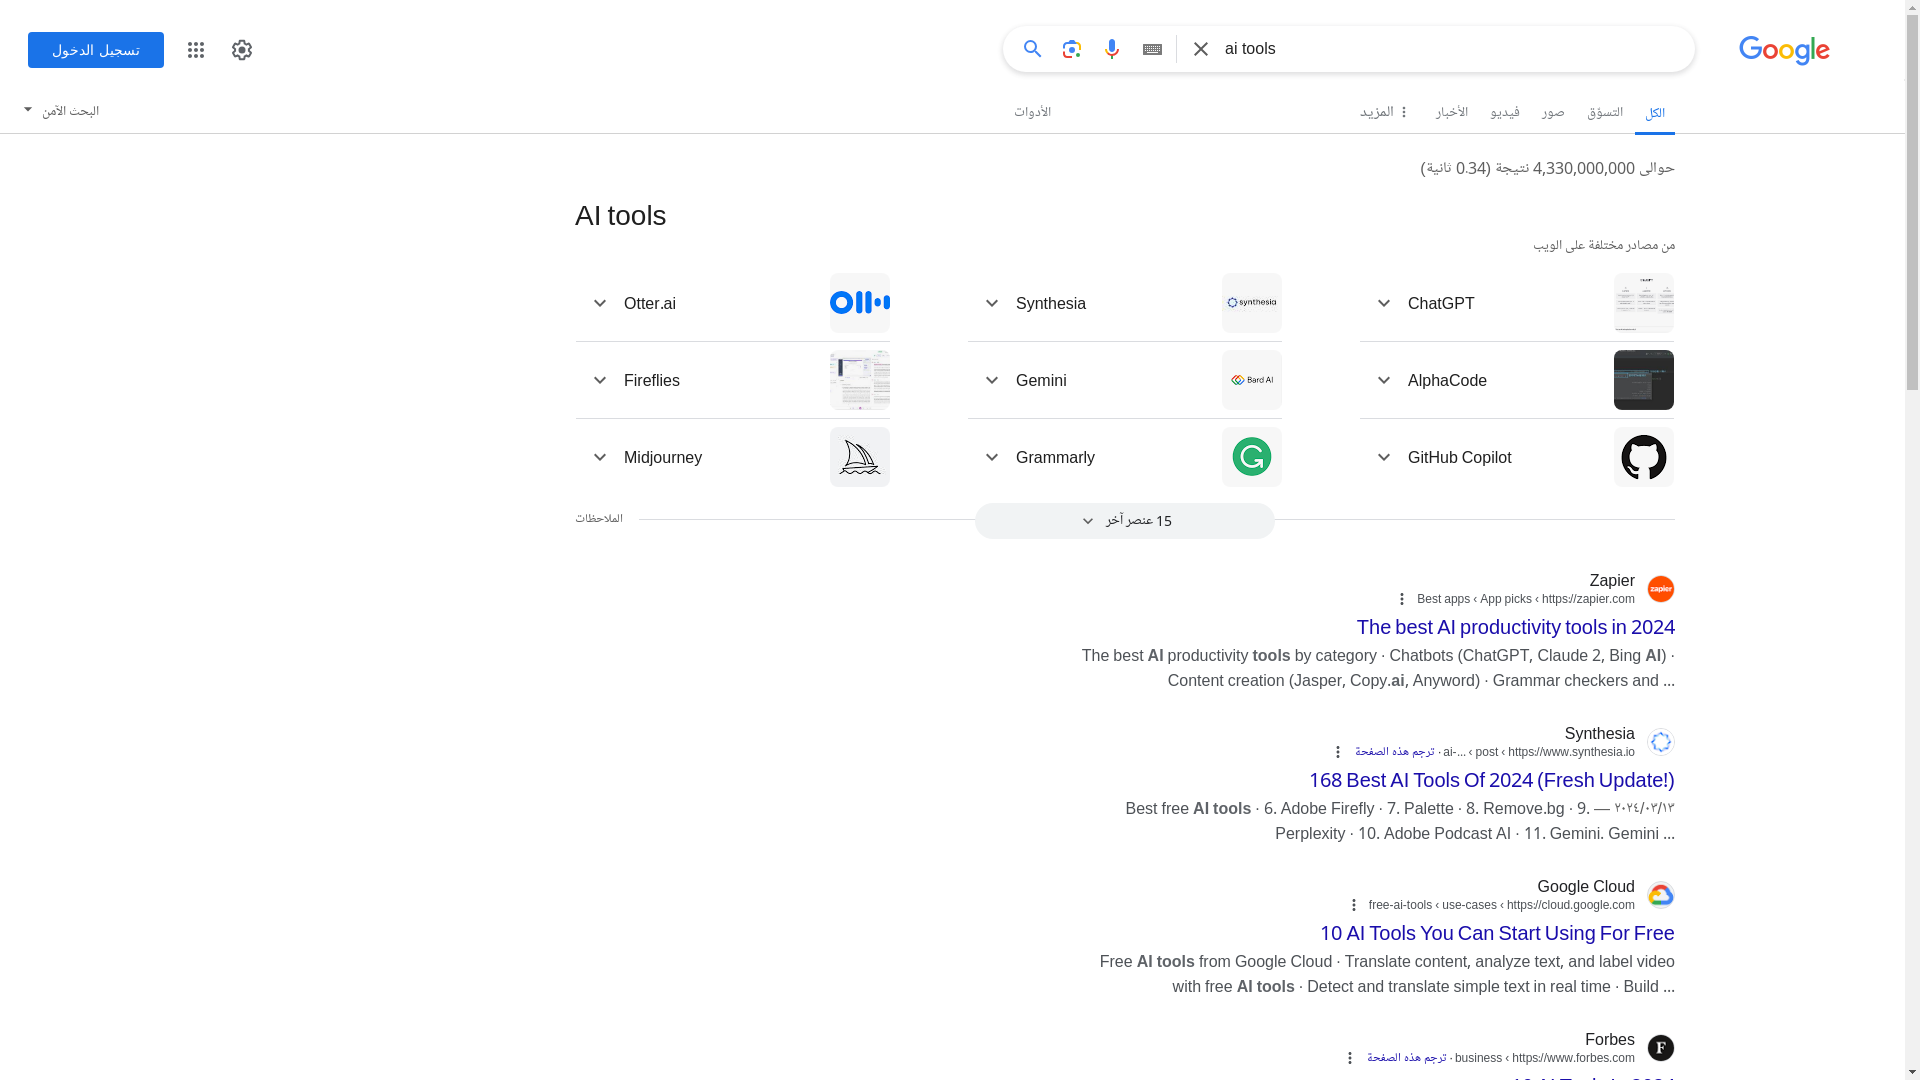 Google
ai tools
تسجيل الدخول
الكل
التسوّق
صور
فيديو
الأخبار
المزيد
الأدوات
البحث الآمن
حوالى 4,330,000,000 نتيجة (0.34 ثانية)
AI tools
من مصادر مختلفة على الويب
ChatGPT
synthesia
Synthesia
Otter.ai
AlphaCode
Bard AI
Gemini
Fireflies
GitHub Copilot
Grammarly
Midjourney
15 عنصر آخر
الملاحظات
zapier
Zapier
https://zapier.com › App picks › Best apps
The best AI productivity tools in 2024
The best AI productivity tools by category · Chatbots (ChatGPT, Claude 2, Bing AI) ·
Content creation (Jasper, Copy.ai, Anyword) · Grammar checkers and ...
Synthesia
https://www.synthesia.io › post › ai-... · ترجم هذه الصفحة
168 Best AI Tools Of 2024 (Fresh Update!)
٢٠٢٤/٠٣/١٣ — Best free AI tools · 6. Adobe Firefly · 7. Palette · 8. Remove.bg · 9.
Perplexity · 10. Adobe Podcast AI · 11. Gemini. Gemini ...
Google Cloud
https://cloud.google.com › use-cases › free-ai-tools
10 AI Tools You Can Start Using For Free
Free AI tools from Google Cloud · Translate content, analyze text, and label video
with free AI tools · Detect and translate simple text in real time · Build ...
F
Forbes
https://www.forbes.com › business · ترجم هذه الصفحة